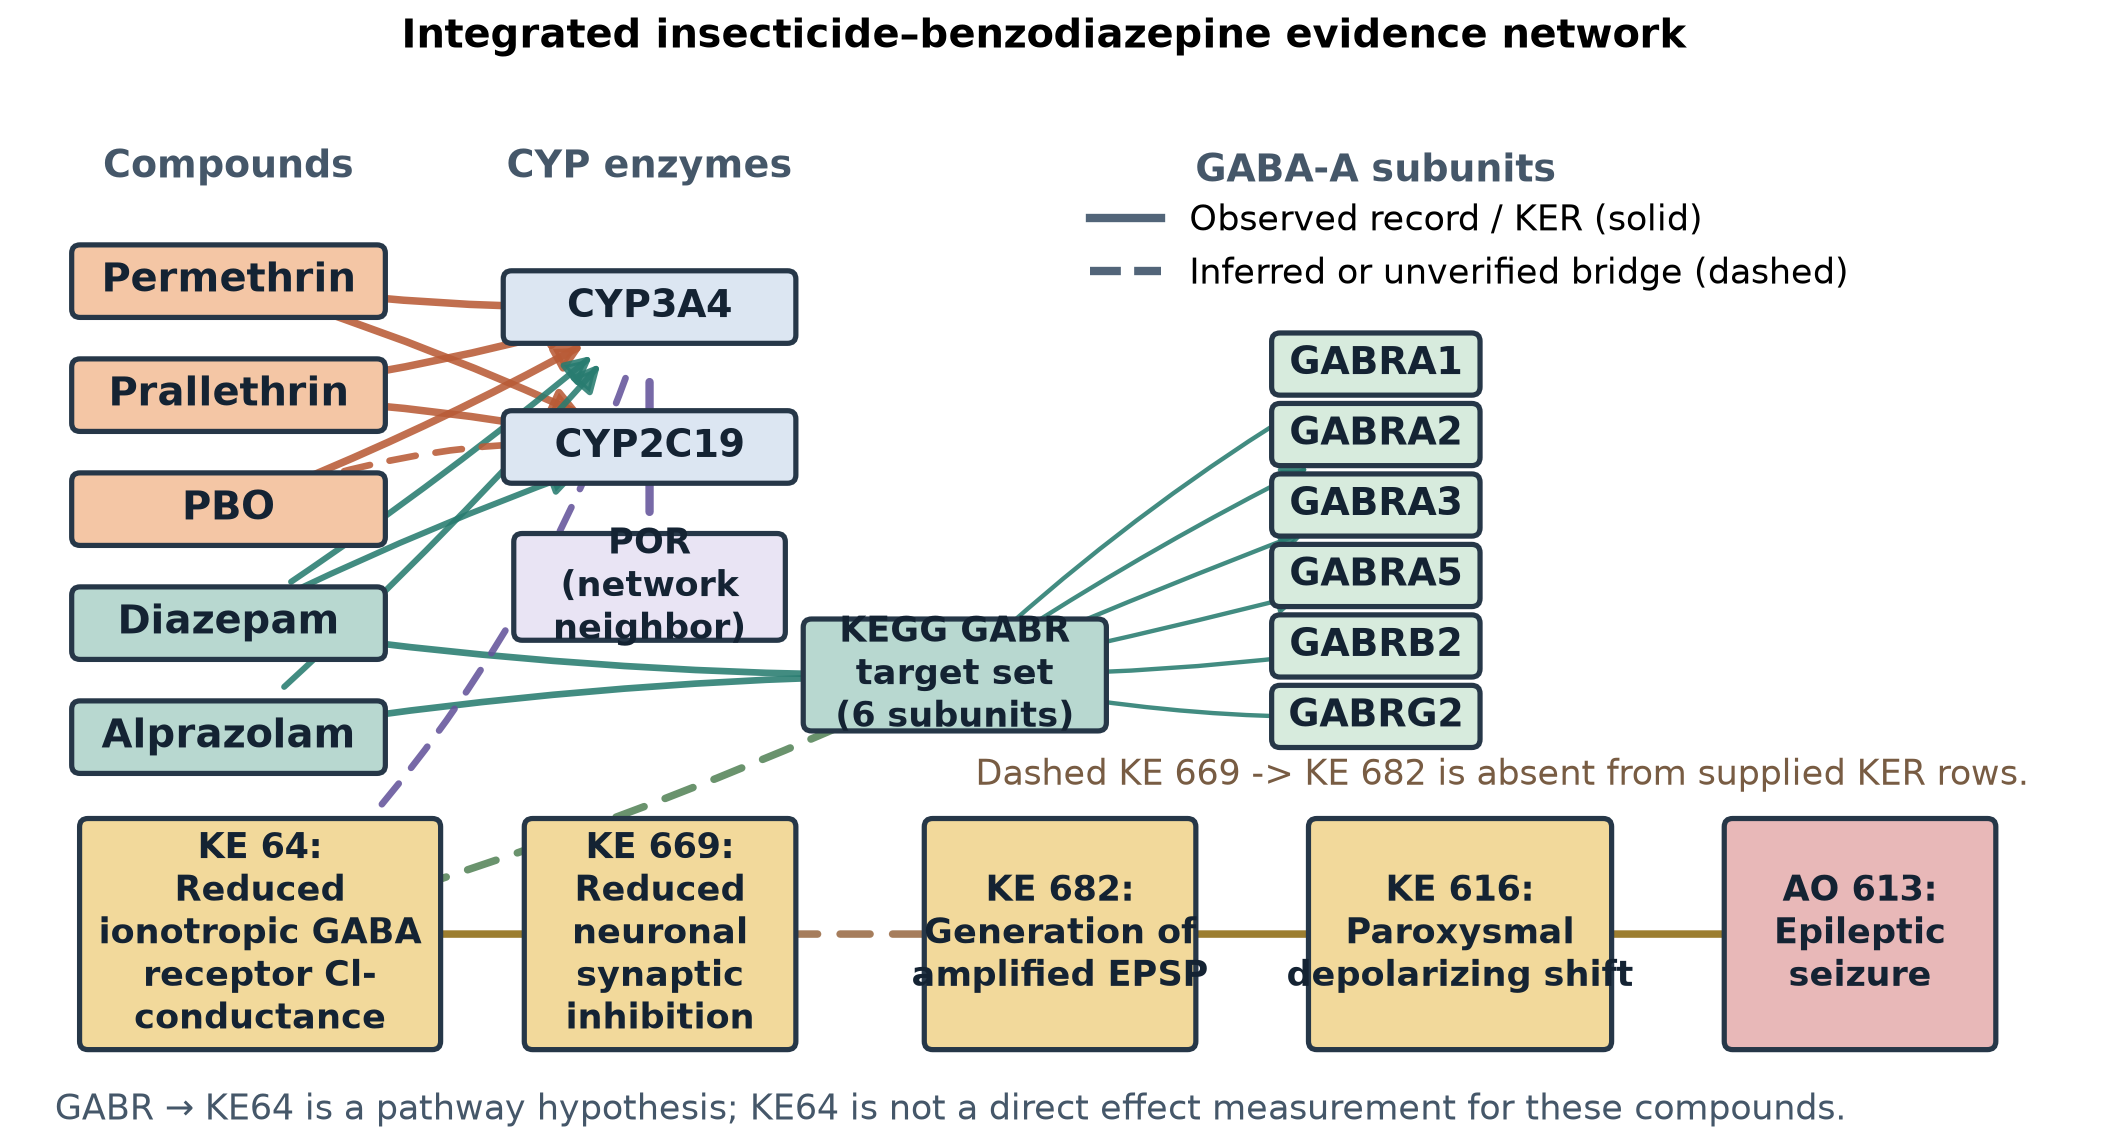 Integrated insecticide–benzodiazepine evidence network
Compounds
CYP enzymes
GABA-A subunits
Observed record / KER (solid)
Inferred or unverified bridge (dashed)
Permethrin
Prallethrin
PBO
Diazepam
Alprazolam
CYP3A4
CYP2C19
POR
(network
neighbor)
KEGG GABR
target set
(6 subunits)
GABRA1
GABRA2
GABRA3
GABRA5
GABRB2
GABRG2
Dashed KE 669 -> KE 682 is absent from supplied KER rows.
KE 64:
Reduced
ionotropic GABA
receptor Cl-
conductance
KE 669:
Reduced
neuronal
synaptic
inhibition
KE 682:
Generation of
amplified EPSP
KE 616:
Paroxysmal
depolarizing shift
AO 613:
Epileptic
seizure
GABR → KE64 is a pathway hypothesis; KE64 is not a direct effect measurement for these compounds.